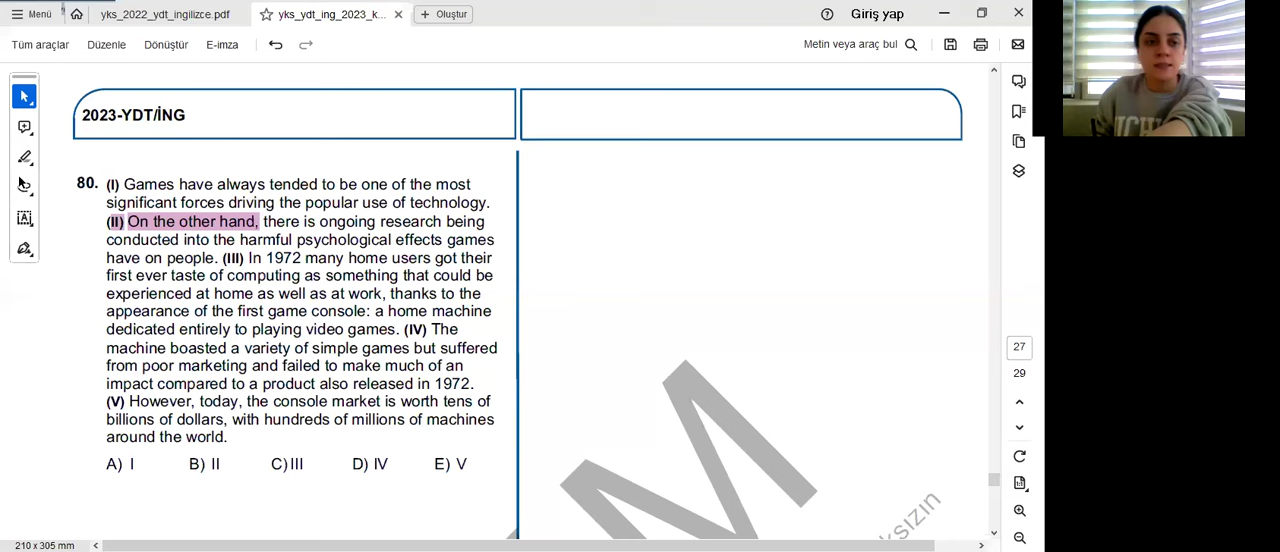 Menü
yks_2022_ydt_ingilizce.pdf
yks_ydt_ing_2023_k...
Oluştur
Giriş yap
Tüm araçlar
Düzenle
Dönüştür
E-imza
Metin veya araç bul
2023-YDT/İNG
80. (I) Games have always tended to be one of the most
significant forces driving the popular use of technology.
(II) On the other hand, there is ongoing research being
conducted into the harmful psychological effects games
have on people. (III) In 1972 many home users got their
first ever taste of computing as something that could be
experienced at home as well as at work, thanks to the
appearance of the first game console: a home machine
dedicated entirely to playing video games. (IV) The
machine boasted a variety of simple games but suffered
from poor marketing and failed to make much of an
impact compared to a product also released in 1972.
(V) However, today, the console market is worth tens of
billions of dollars, with hundreds of millions of machines
around the world.
A) I B) II C) III D) IV E) V
M
ksızın
27
29
210 x 305 mm